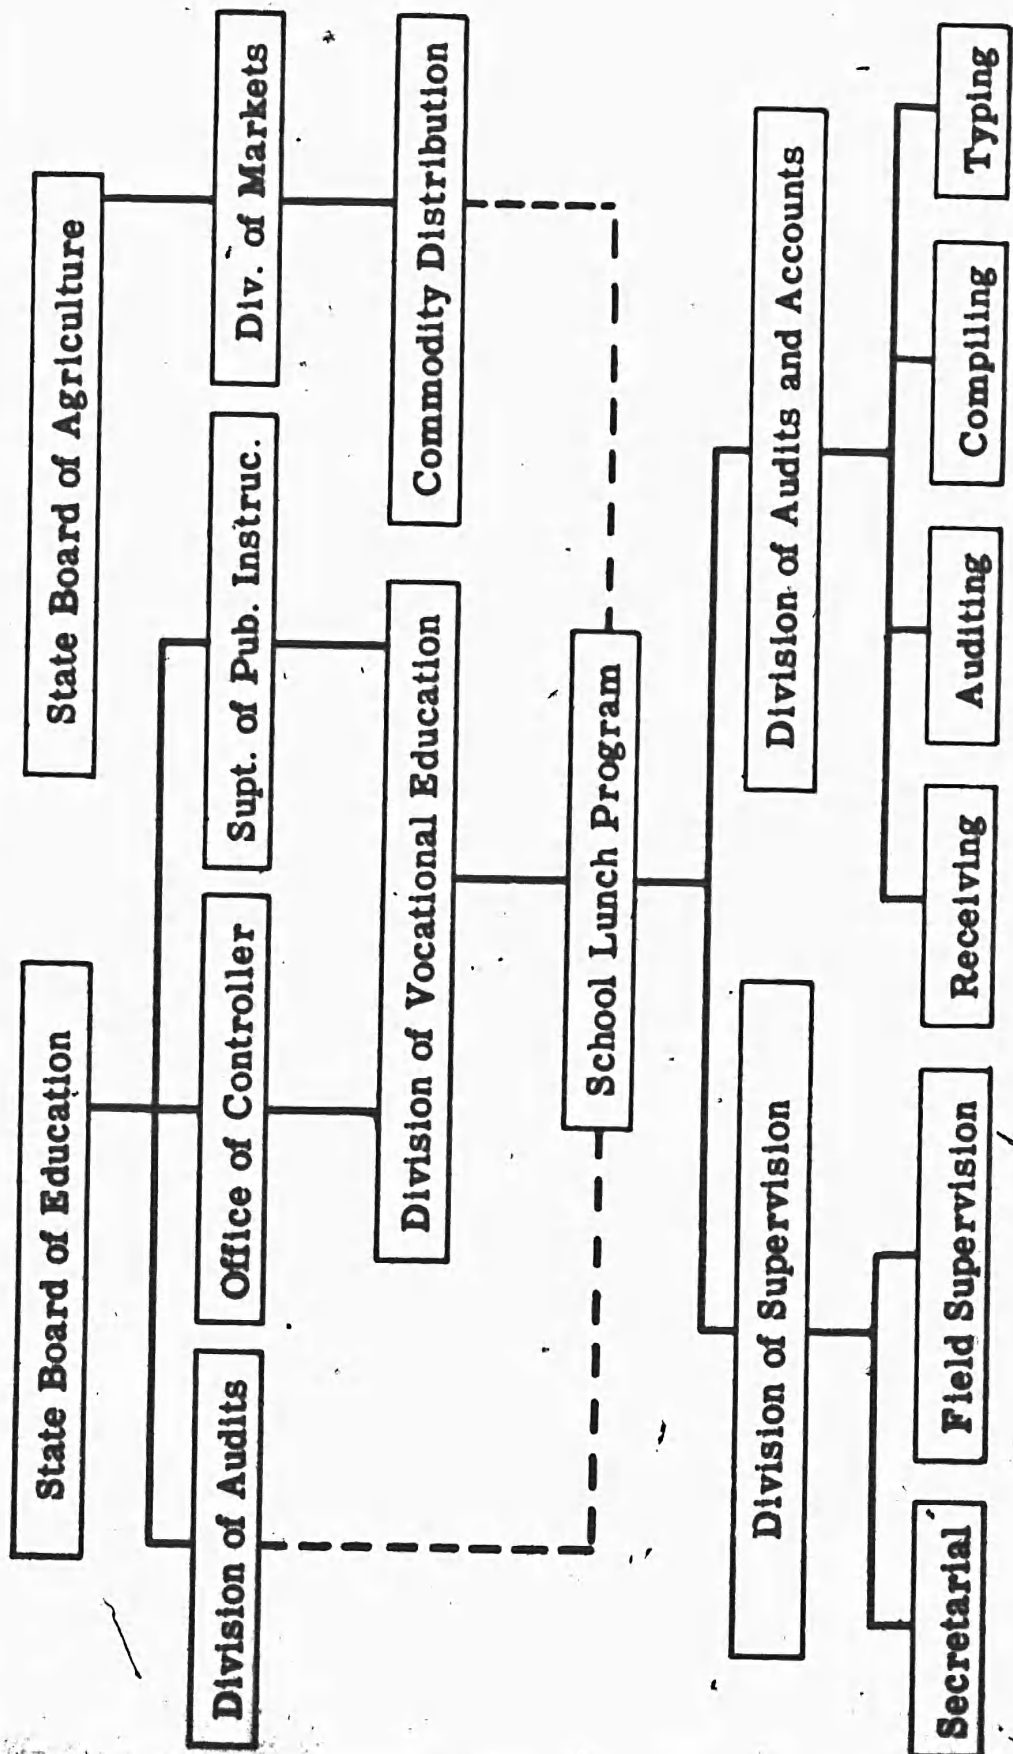 State Board of Education
State Board of Agriculture
Division of Audits
Office of Controller
Supt. of Pub. Instruc.
Div. of Markets
Division of Vocational Education
Commodity Distribution
School Lunch Program
Division of Supervision
Division of Audits and Accounts
Secretarial
Field Supervision
Receiving
Auditing
Compiling
Typing